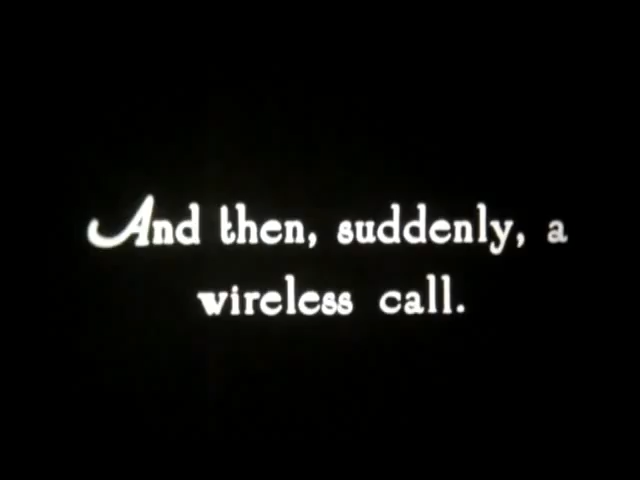 And then, suddenly, a
wireless call.